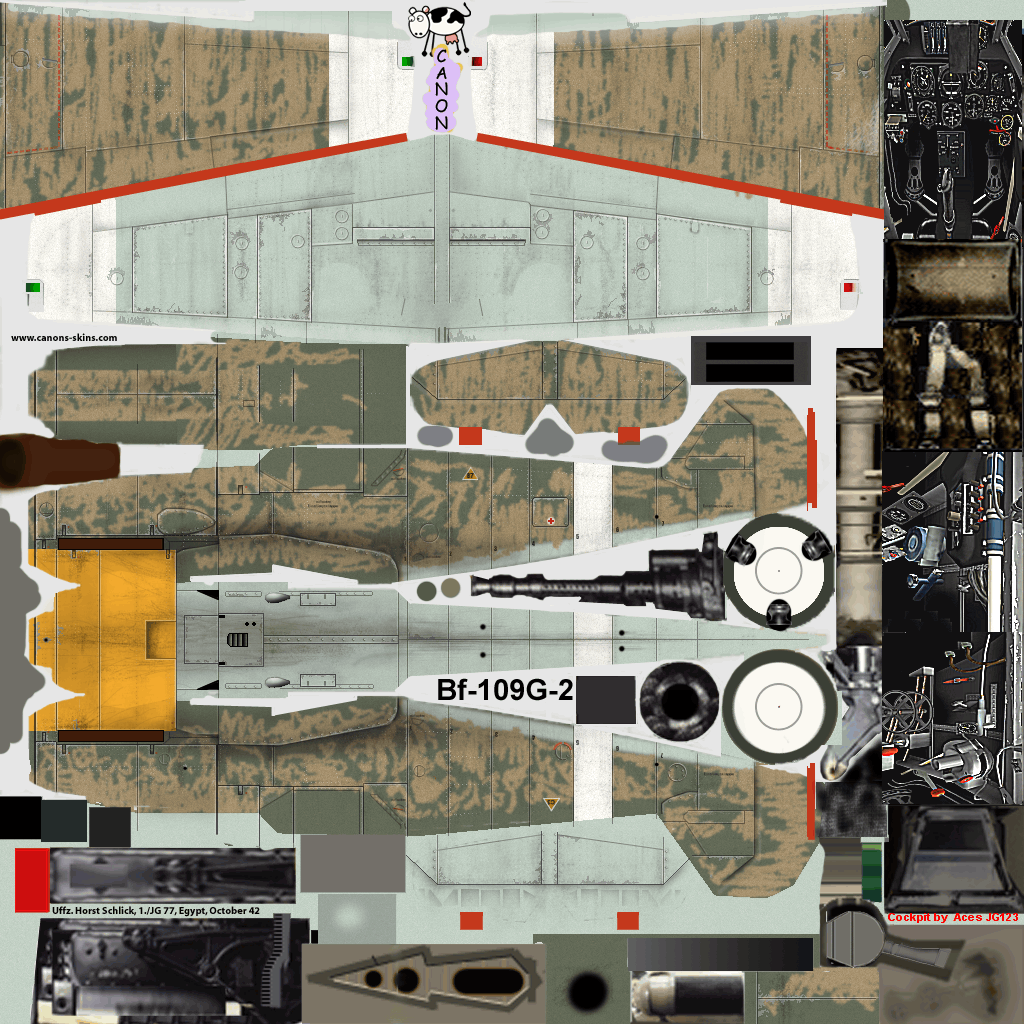 CANON
www.canons-skins.com
87
Bf-109G-2
Uffz. Horst Schlick, 1./JG 77, Egypt, October 42
Cockpit by Aces JG123